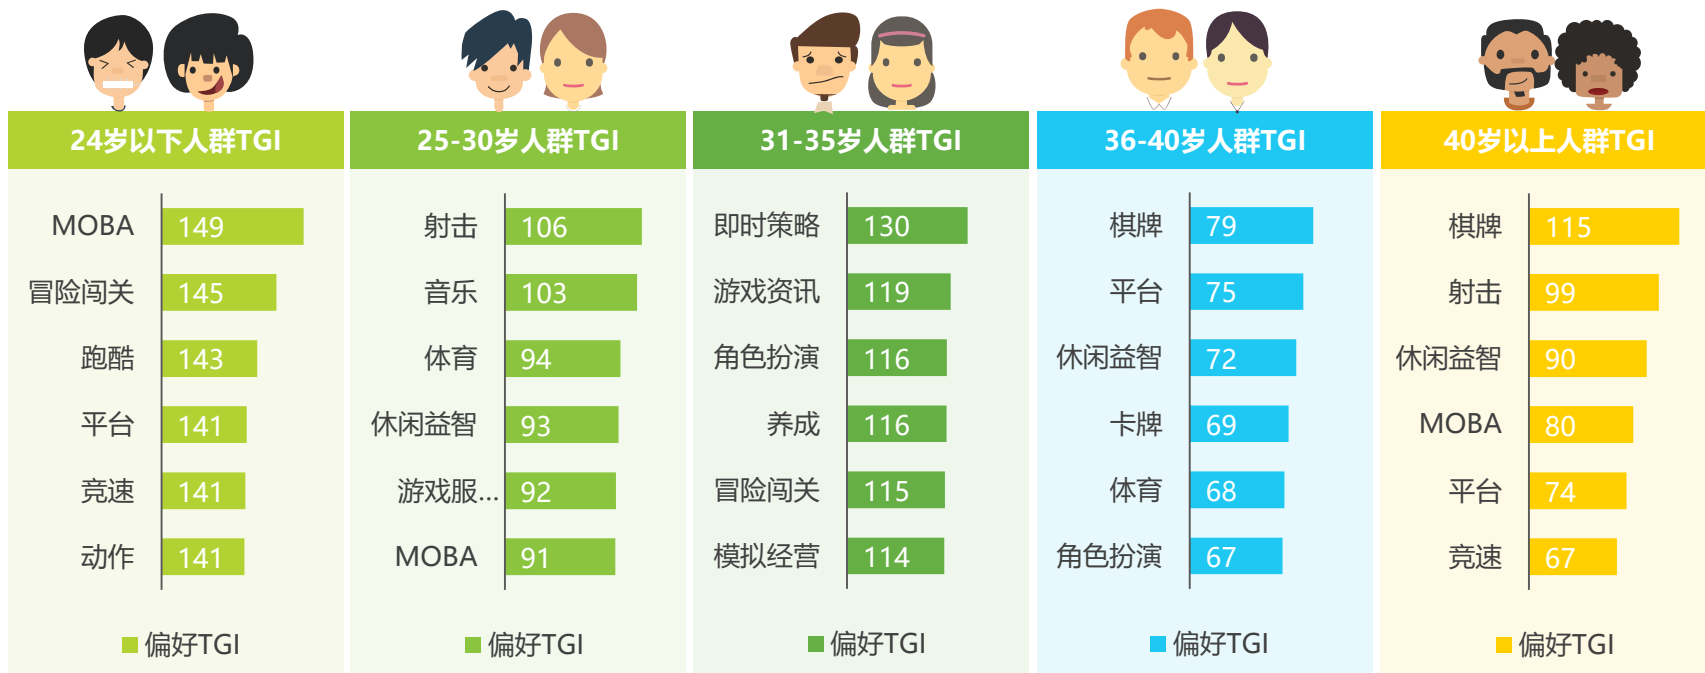 24岁以下人群TGI
MOBA 149
冒险闯关 145
跑酷 143
平台 141
竞速 141
动作 141
偏好TGI
25-30岁人群TGI
射击 106
音乐 103
体育 94
休闲益智 93
游戏服... 92
MOBA 91
偏好TGI
31-35岁人群TGI
即时策略 130
游戏资讯 119
角色扮演 116
养成 116
冒险闯关 115
模拟经营 114
偏好TGI
36-40岁人群TGI
棋牌 79
平台 75
休闲益智 72
卡牌 69
体育 68
角色扮演 67
偏好TGI
40岁以上人群TGI
棋牌 115
射击 99
休闲益智 90
MOBA 80
平台 74
竞速 67
偏好TGI